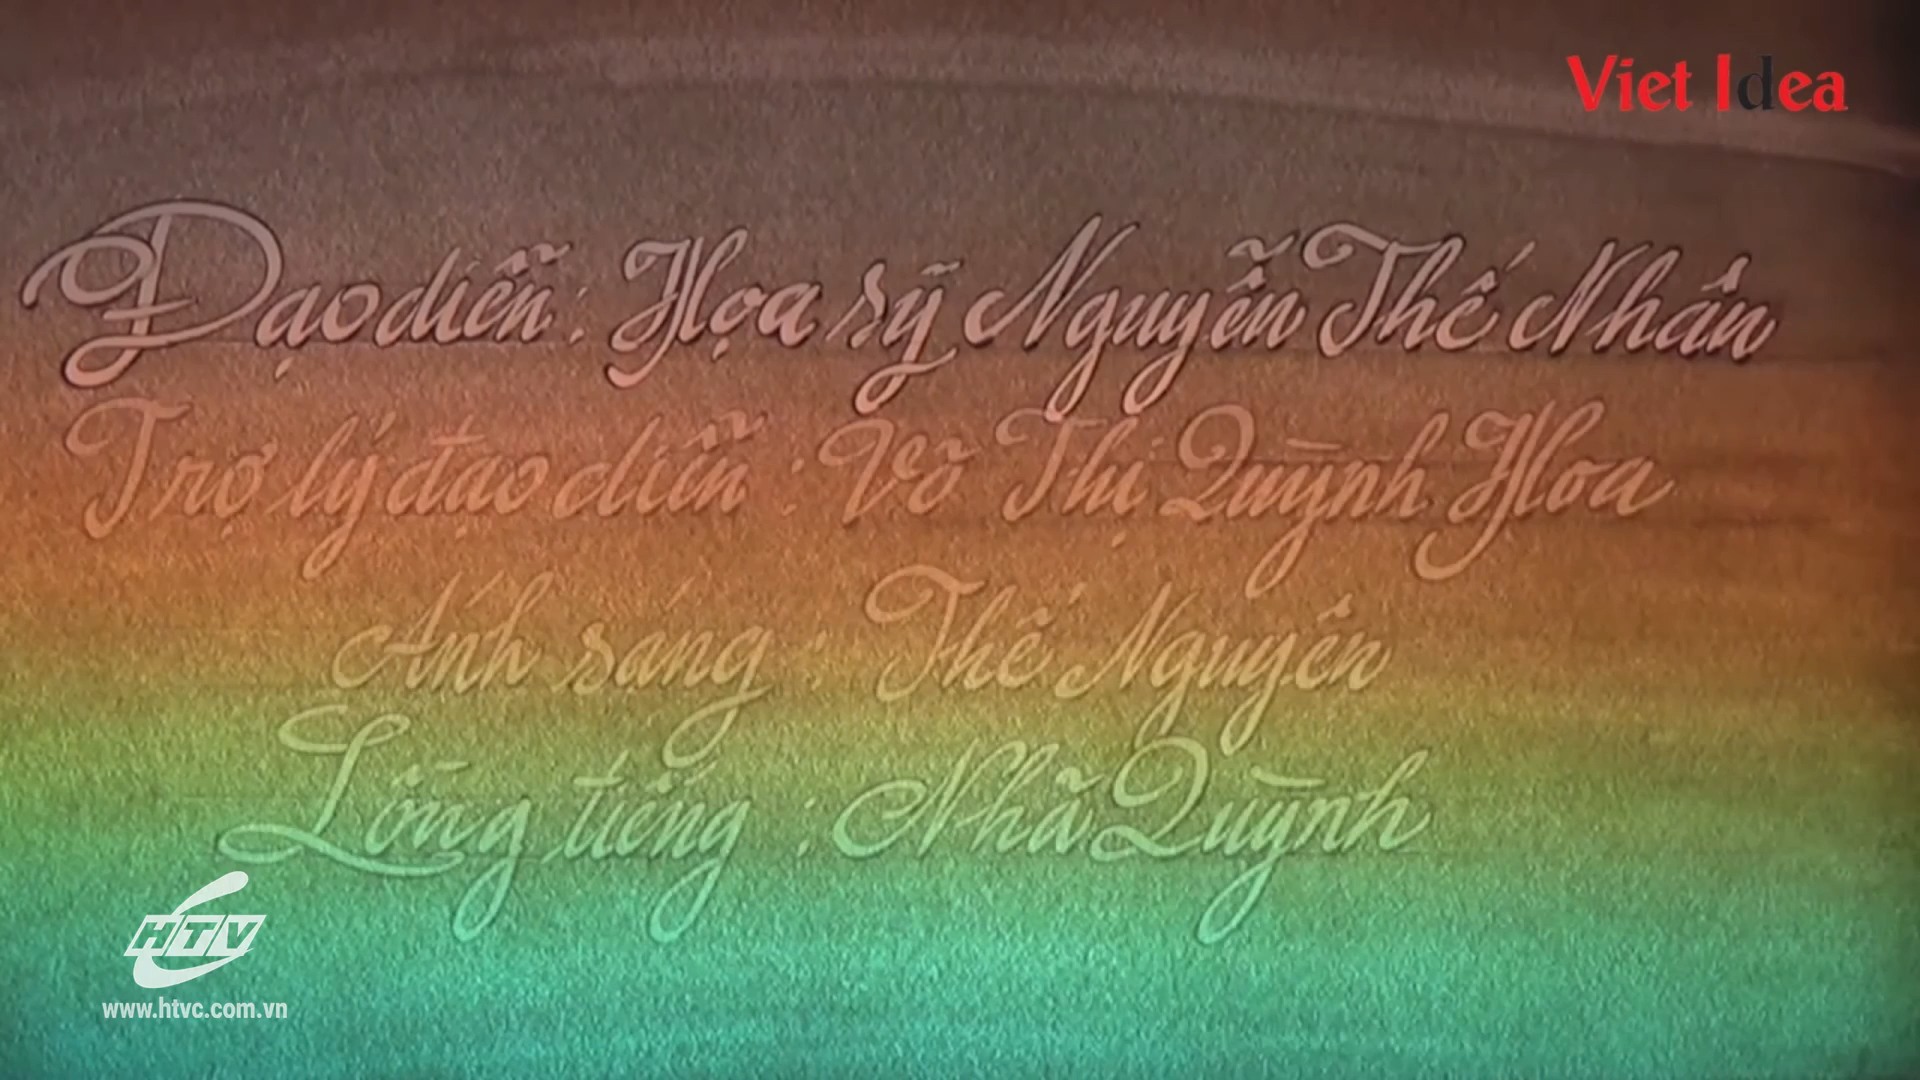 Viet Idea
Đạo diễn : Họa sỹ Nguyễn Thế Nhân
Trợ lý đạo diễn : Võ Thị Quỳnh Hoa
Ánh sáng : Thế Nguyên
Lồng tiếng : Nhã Quỳnh
HTV
www.htvc.com.vn